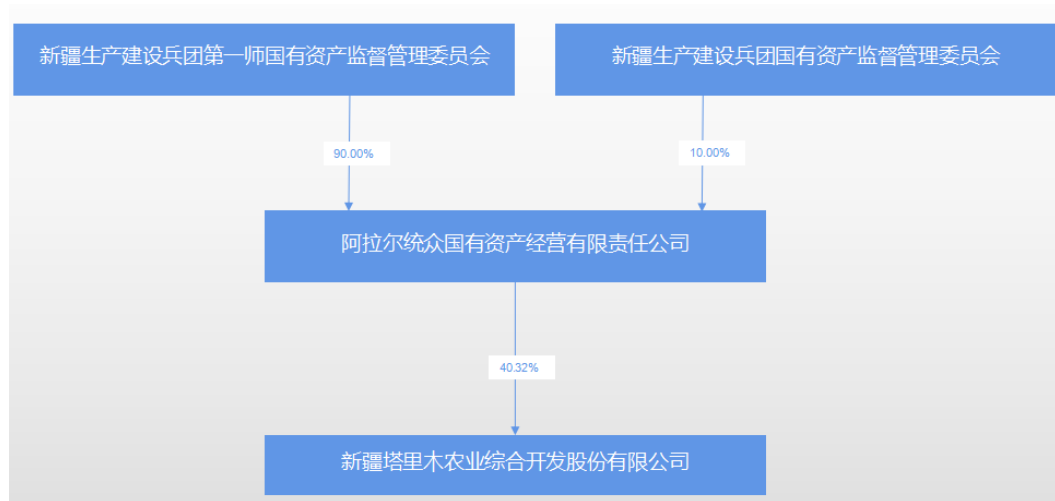 新疆生产建设兵团第一师国有资产监督管理委员会
新疆生产建设兵团国有资产监督管理委员会
90.00%
10.00%
阿拉尔统众国有资产经营有限责任公司
40.32%
新疆塔里木农业综合开发股份有限公司